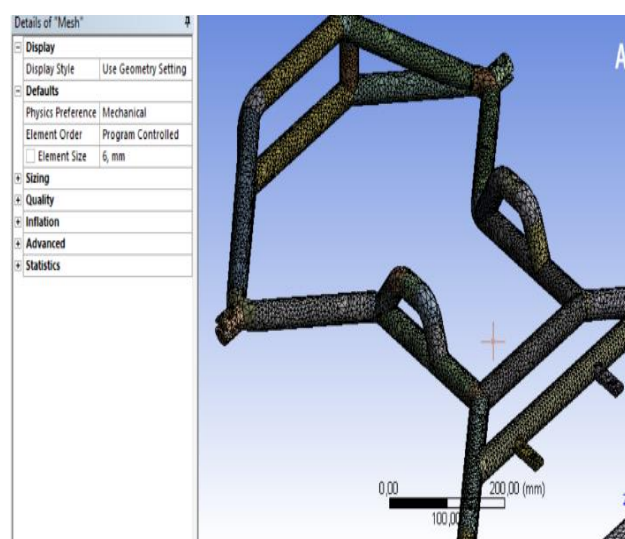 Details of "Mesh"
Display
Display Style Use Geometry Setting
Defaults
Physics Preference Mechanical
Element Order Program Controlled
Element Size 6, mm
Sizing
Quality
Inflation
Advanced
Statistics
A
0,00 200,00 (mm)
100,00